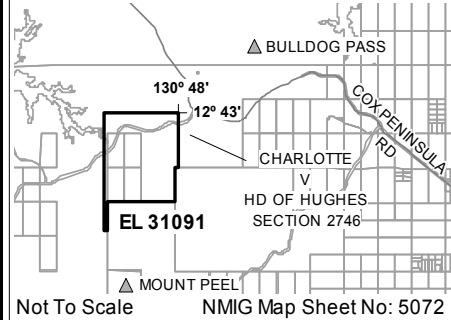 BULLDOG PASS
130º 48'
12º 43'
COX PENINSULA
RD
CHARLOTTE
V
HD OF HUGHES
SECTION 2746
EL 31091
MOUNT PEEL
Not To Scale NMIG Map Sheet No: 5072